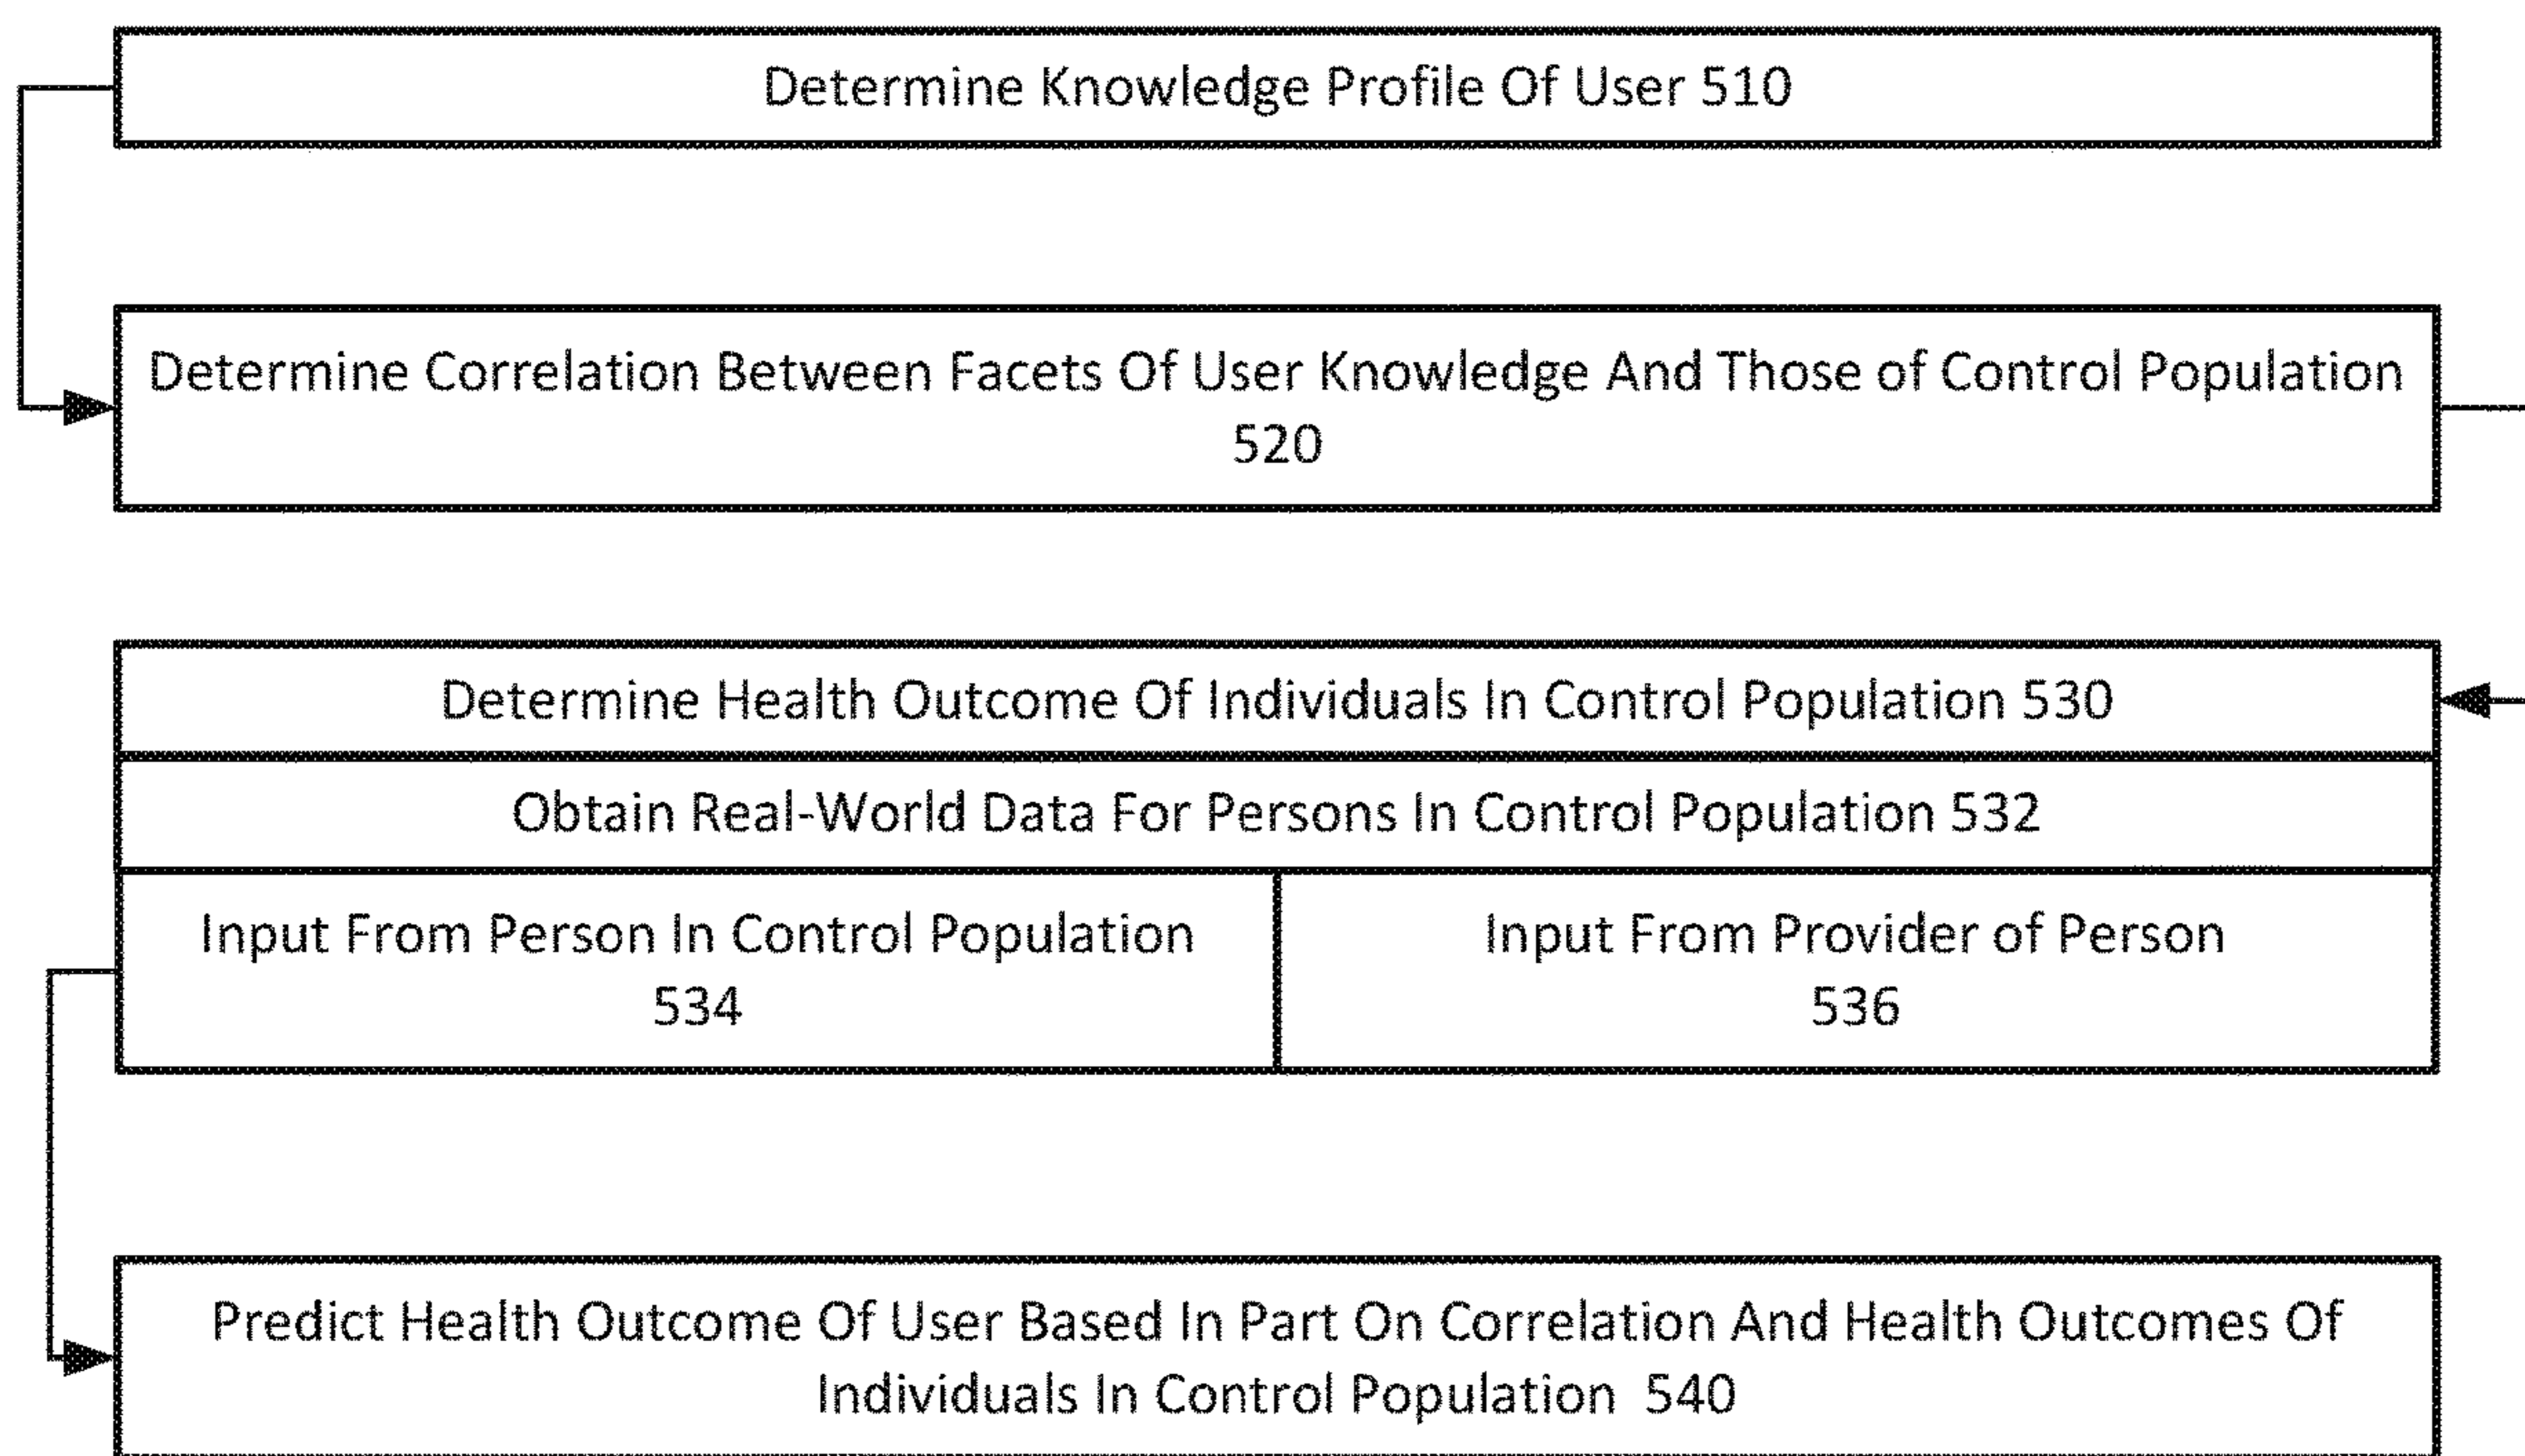 Determine Knowledge Profile Of User 510
Determine Correlation Between Facets Of User Knowledge And Those of Control Population
520
Determine Health Outcome Of Individuals In Control Population 530
Obtain Real-World Data For Persons In Control Population 532
Input From Person In Control Population
534
Input From Provider of Person
536
Predict Health Outcome Of User Based In Part On Correlation And Health Outcomes Of
Individuals In Control Population 540